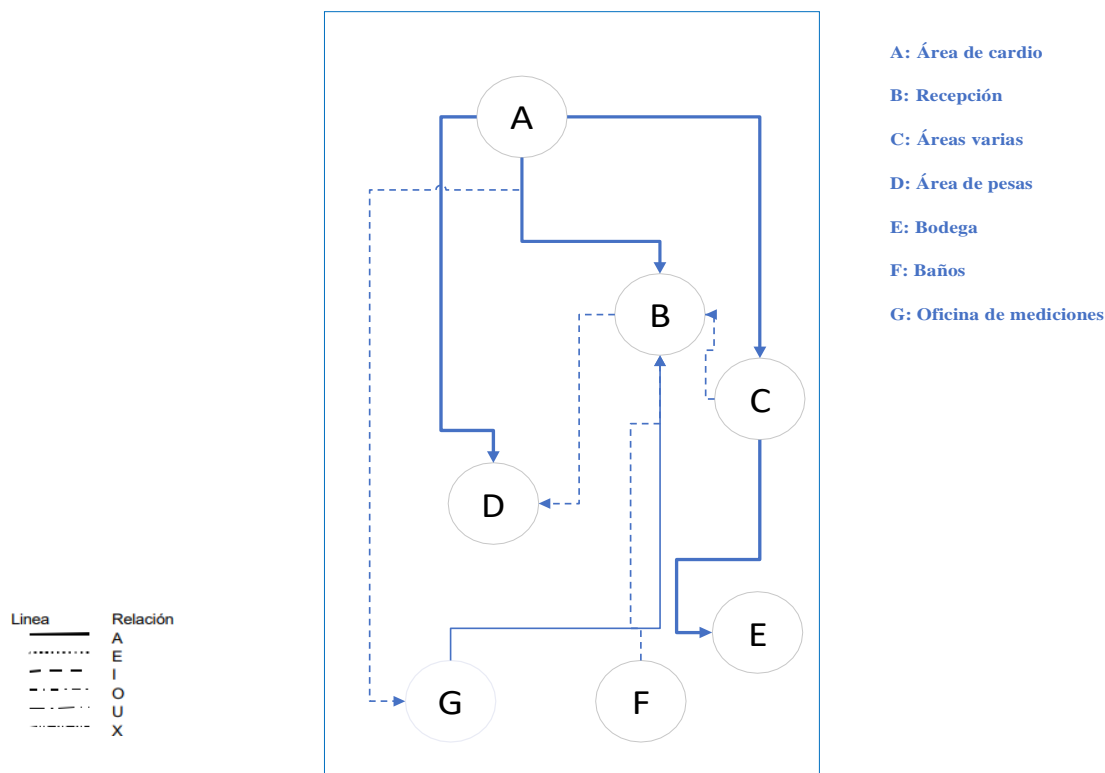 A
B
C
D
E
G
F
A: Área de cardio
B: Recepción
C: Áreas varias
D: Área de pesas
E: Bodega
F: Baños
G: Oficina de mediciones
Linea Relación
A
E
I
O
U
X